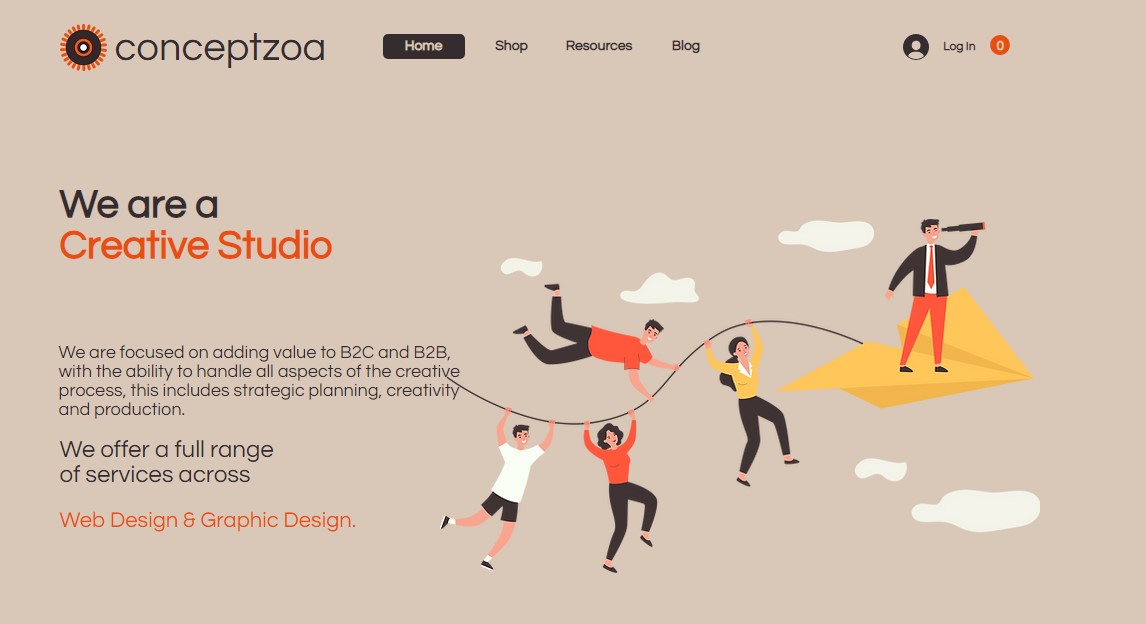 conceptzoa
Home
Shop
Resources
Blog
Log In
0
We are a
Creative Studio
We are focused on adding value to B2C and B2B,
with the ability to handle all aspects of the creative
process, this includes strategic planning, creativity
and production.
We offer a full range
of services across
Web Design & Graphic Design.